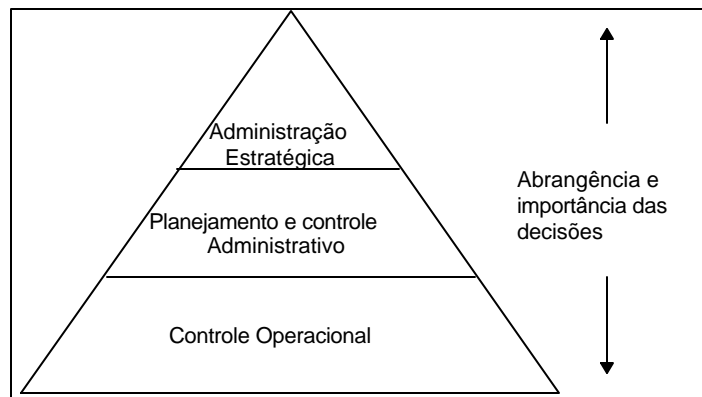 Administração
Estratégica
Planejamento e controle
Administrativo
Controle Operacional
Abrangência e
importância das
decisões